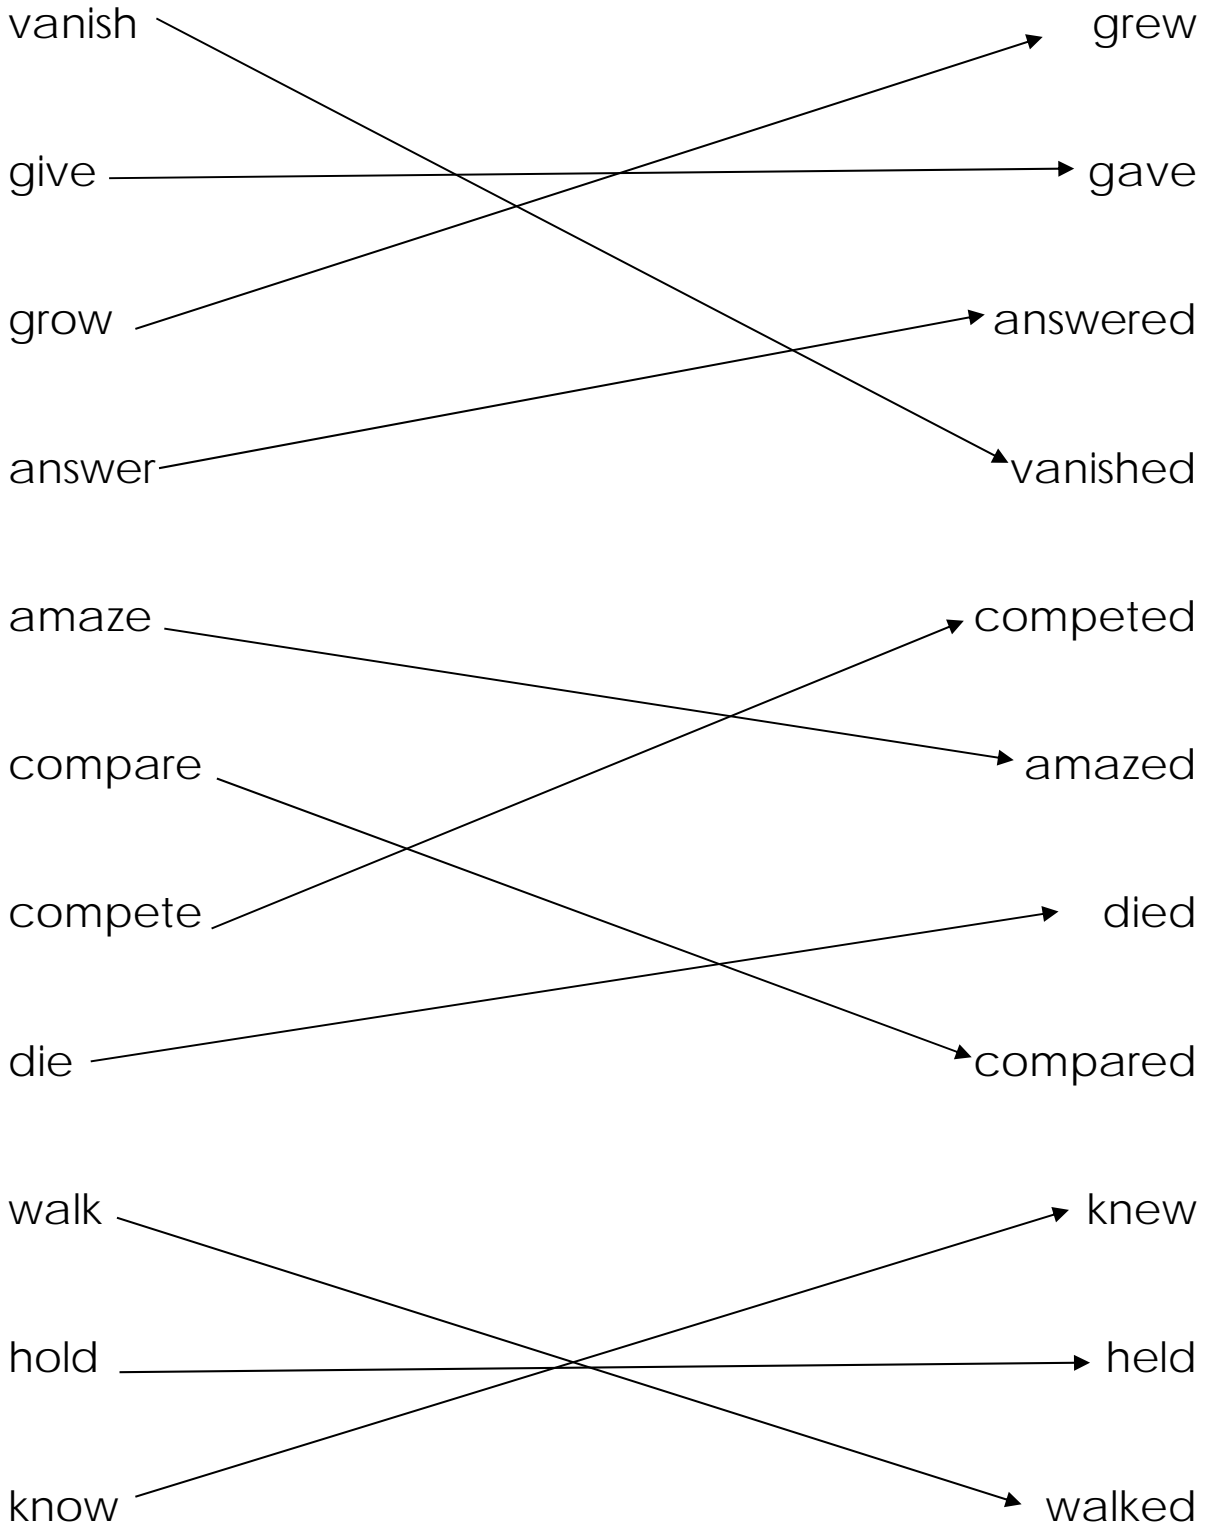 vanish grew
give gave
grow answered
answer vanished
amaze competed
compare amazed
compete died
die compared
walk knew
hold held
know walked